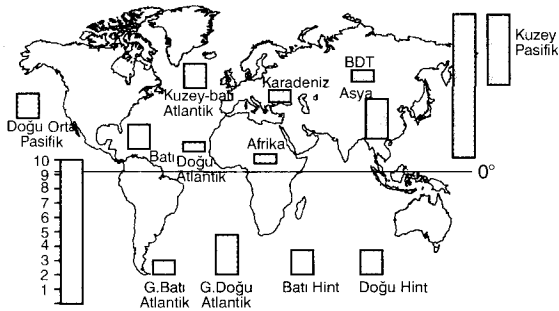 Kuzey
Pasifik
BDT
Karadeniz
Asya
Kuzey-batı
Atlantik
Doğu Orta
Pasifik
Batı
Doğu
Atlantik
Afrika
0°
10
9
8
7
6
5
4
3
2
1
G.Batı
Atlantik
G.Doğu
Atlantik
Batı Hint
Doğu Hint